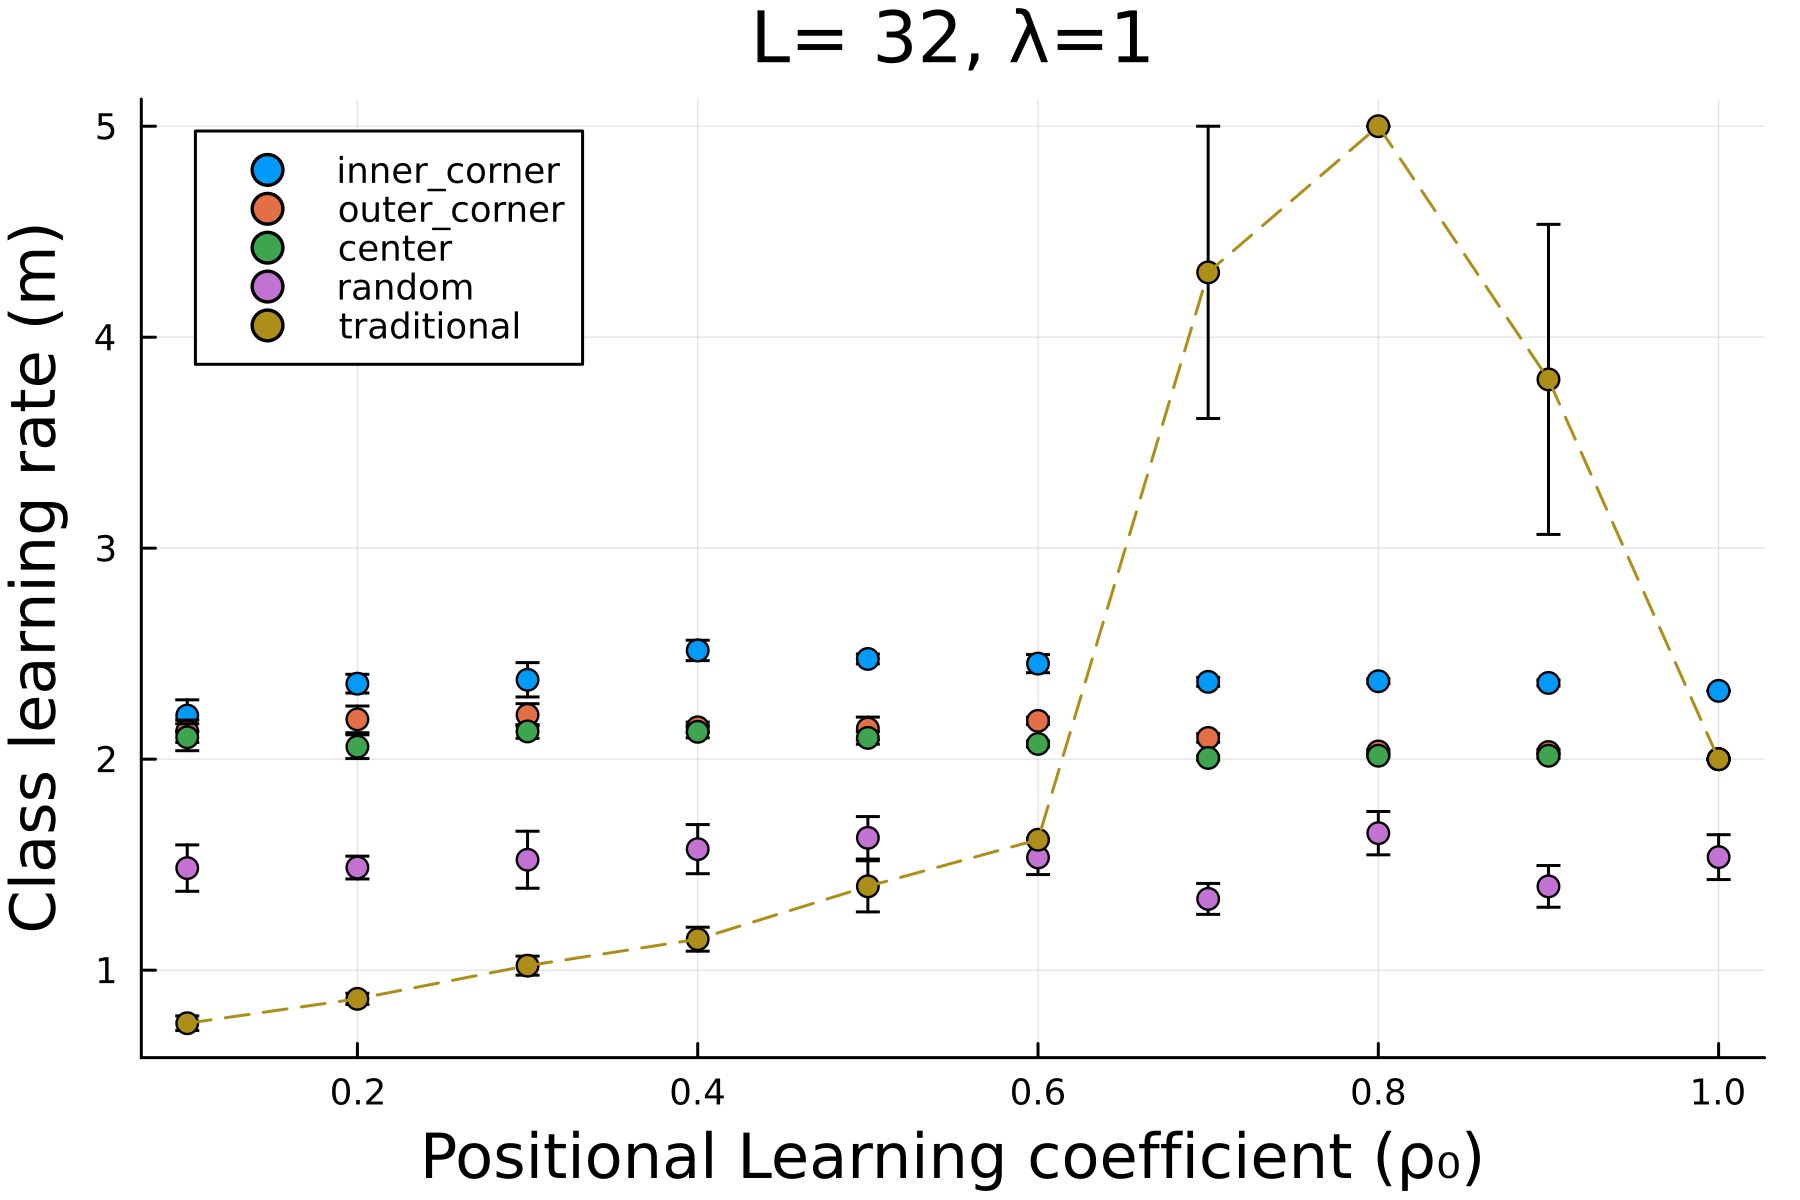 L= 32, λ=1
Class learning rate (m)
5
4
3
2
1
inner_corner
outer_corner
center
random
traditional
0.2 0.4 0.6 0.8 1.0
Positional Learning coefficient (ρ₀)